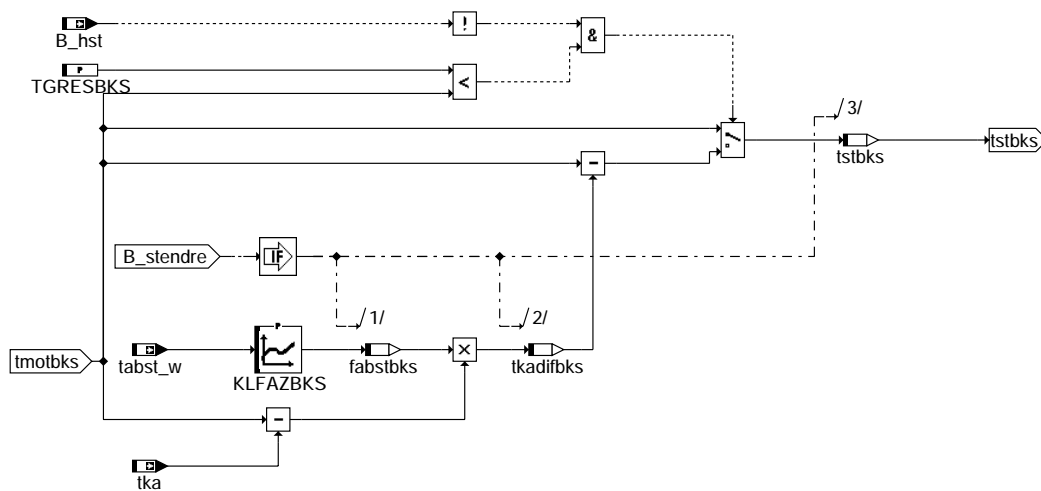 B_hst
!
&
P
TGRESBKS
<
/3/
tstbks
tstbks
-
B_stendre
IF
/1/
/2/
P
tmotbks
tabst_w
KLFAZBKS
fabstbks
×
tkadifbks
-
tka